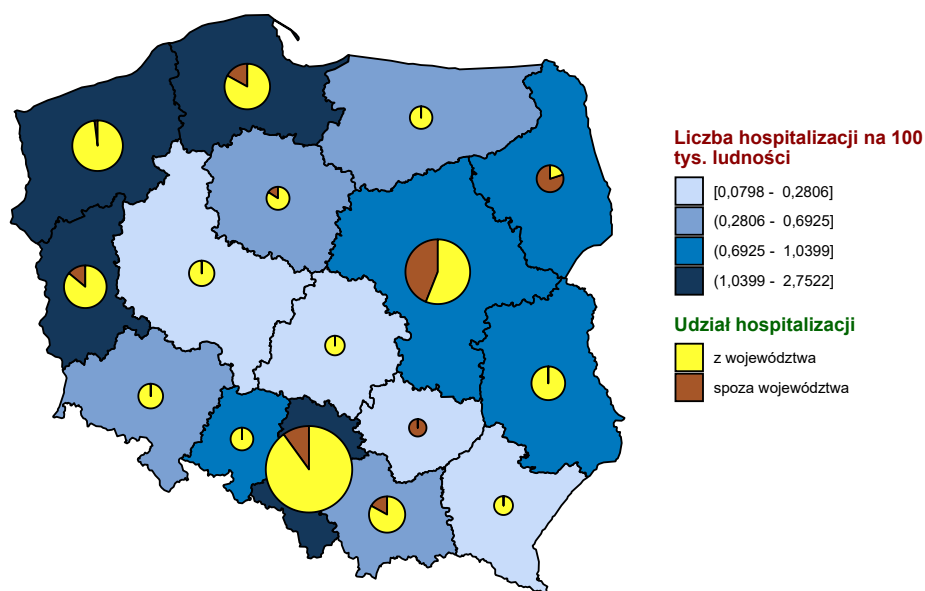 Liczba hospitalizacji na 100
tys. ludności
[0,0798 - 0,2806]
(0,2806 - 0,6925]
(0,6925 - 1,0399]
(1,0399 - 2,7522]
Udział hospitalizacji
z województwa
spoza województwa